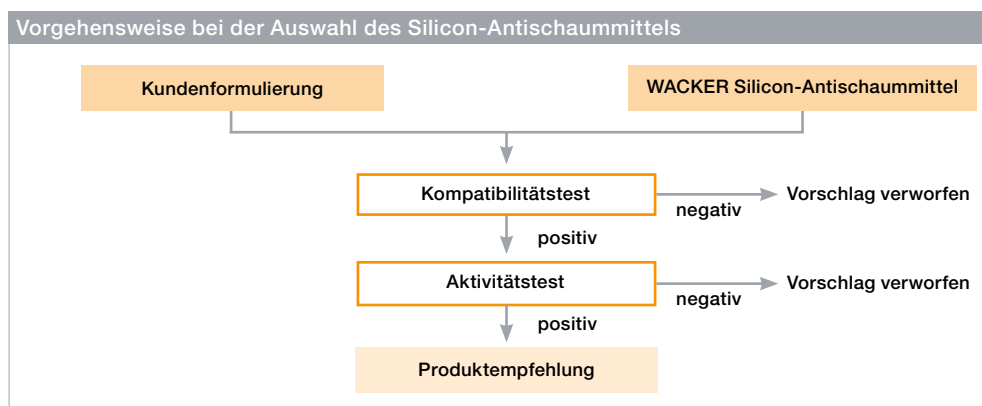 Vorgehensweise bei der Auswahl des Silicon-Antischaummittels
Kundenformulierung
WACKER Silicon-Antischaummittel
Kompatibilitätstest
negativ
Vorschlag verworfen
positiv
Aktivitätstest
negativ
Vorschlag verworfen
positiv
Produktempfehlung